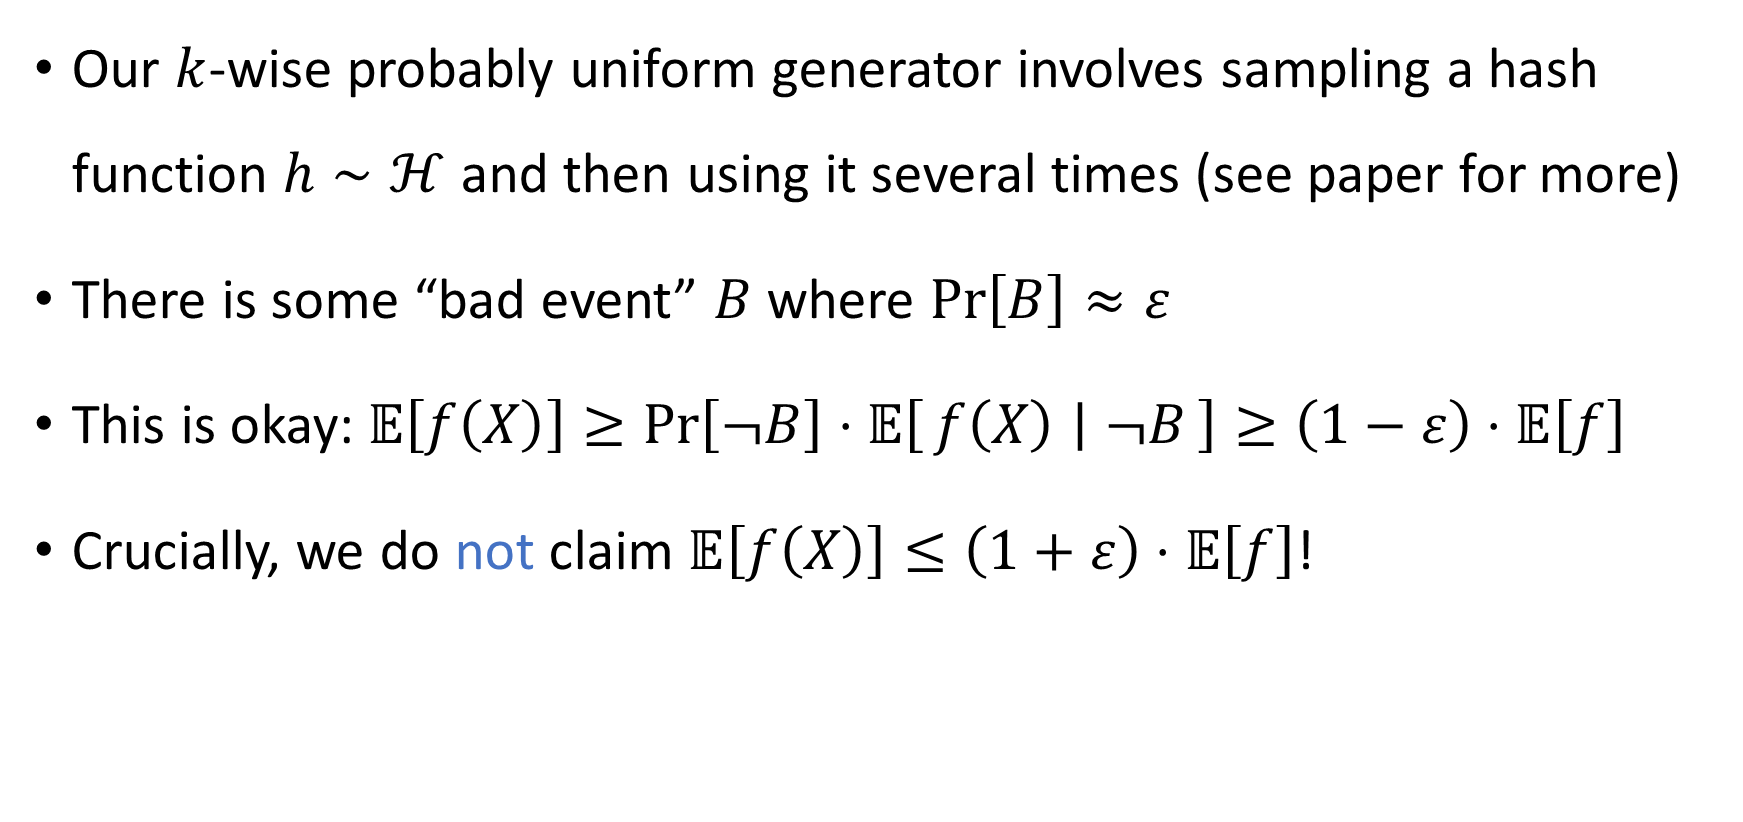 • Our 𝑘-wise probably uniform generator involves sampling a hash
function ℎ ~ ℋ and then using it several times (see paper for more)
• There is some “bad event” 𝐵 where Pr[𝐵] ≈ 𝜀
• This is okay: 𝔼[𝑓(𝑋)] ≥ Pr[¬𝐵] ⋅ 𝔼[𝑓(𝑋) ∣ ¬𝐵] ≥ (1 − 𝜀) ⋅ 𝔼[𝑓]
• Crucially, we do not claim 𝔼[𝑓(𝑋)] ≤ (1 + 𝜀) ⋅ 𝔼[𝑓]!